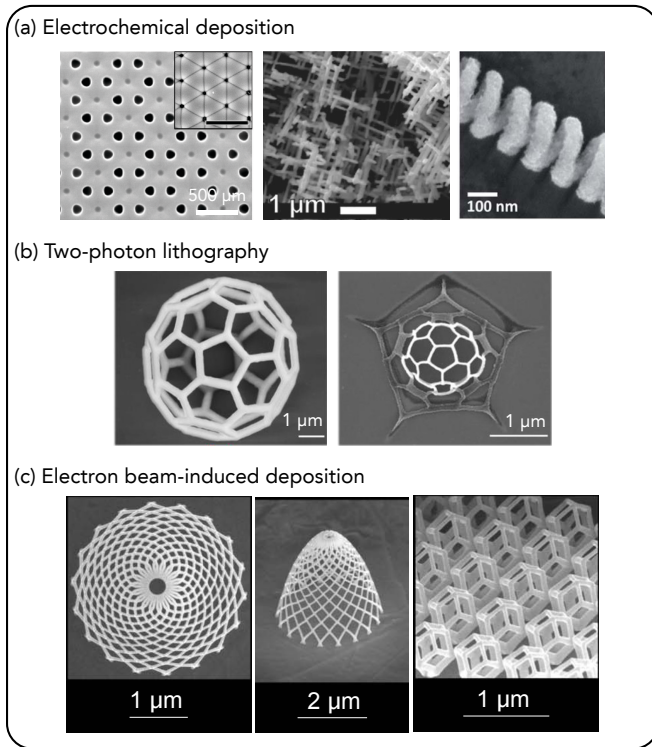 (a) Electrochemical deposition
500 µm
1 µm
100 nm
(b) Two-photon lithography
1 µm
1 µm
(c) Electron beam-induced deposition
1 µm
2 µm
1 µm